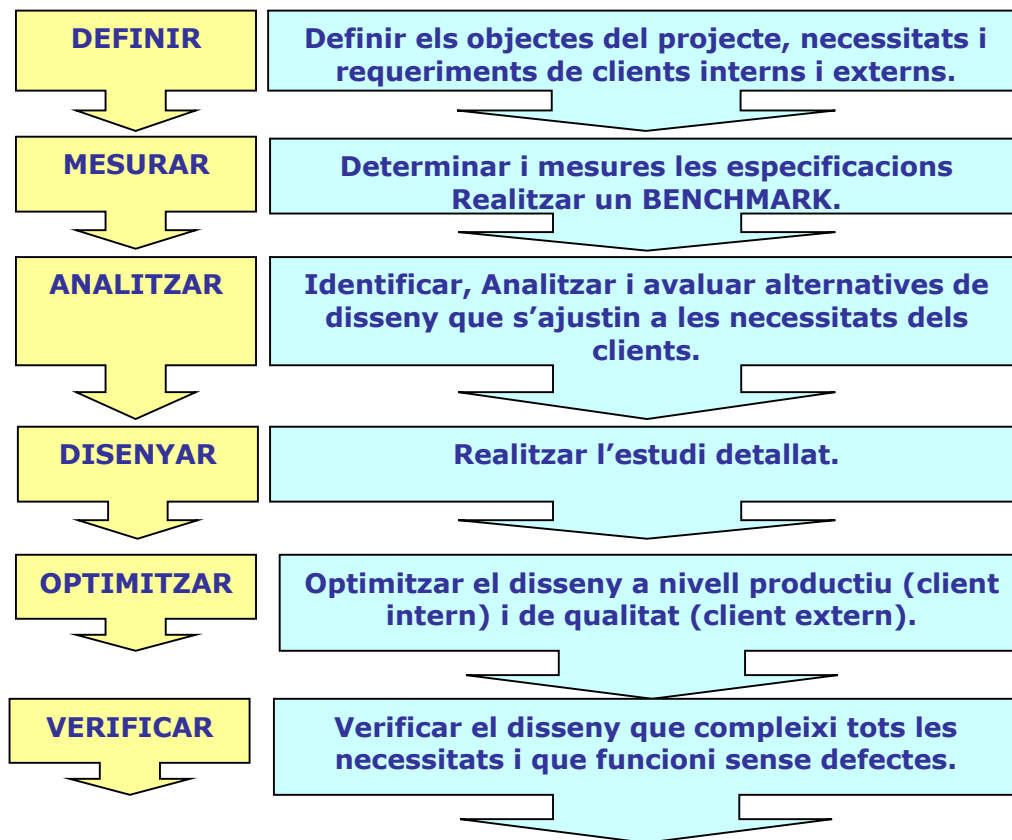 DEFINIR
Definir els objectes del projecte, necessitats i
requeriments de clients interns i externs.
MESURAR
Determinar i mesures les especificacions
Realitzar un BENCHMARK.
ANALITZAR
Identificar, Analitzar i avaluar alternatives de
disseny que s’ajustin a les necessitats dels
clients.
DISENYAR
Realitzar l’estudi detallat.
OPTIMITZAR
Optimitzar el disseny a nivell productiu (client
intern) i de qualitat (client extern).
VERIFICAR
Verificar el disseny que compleixi tots les
necessitats i que funcioni sense defectes.